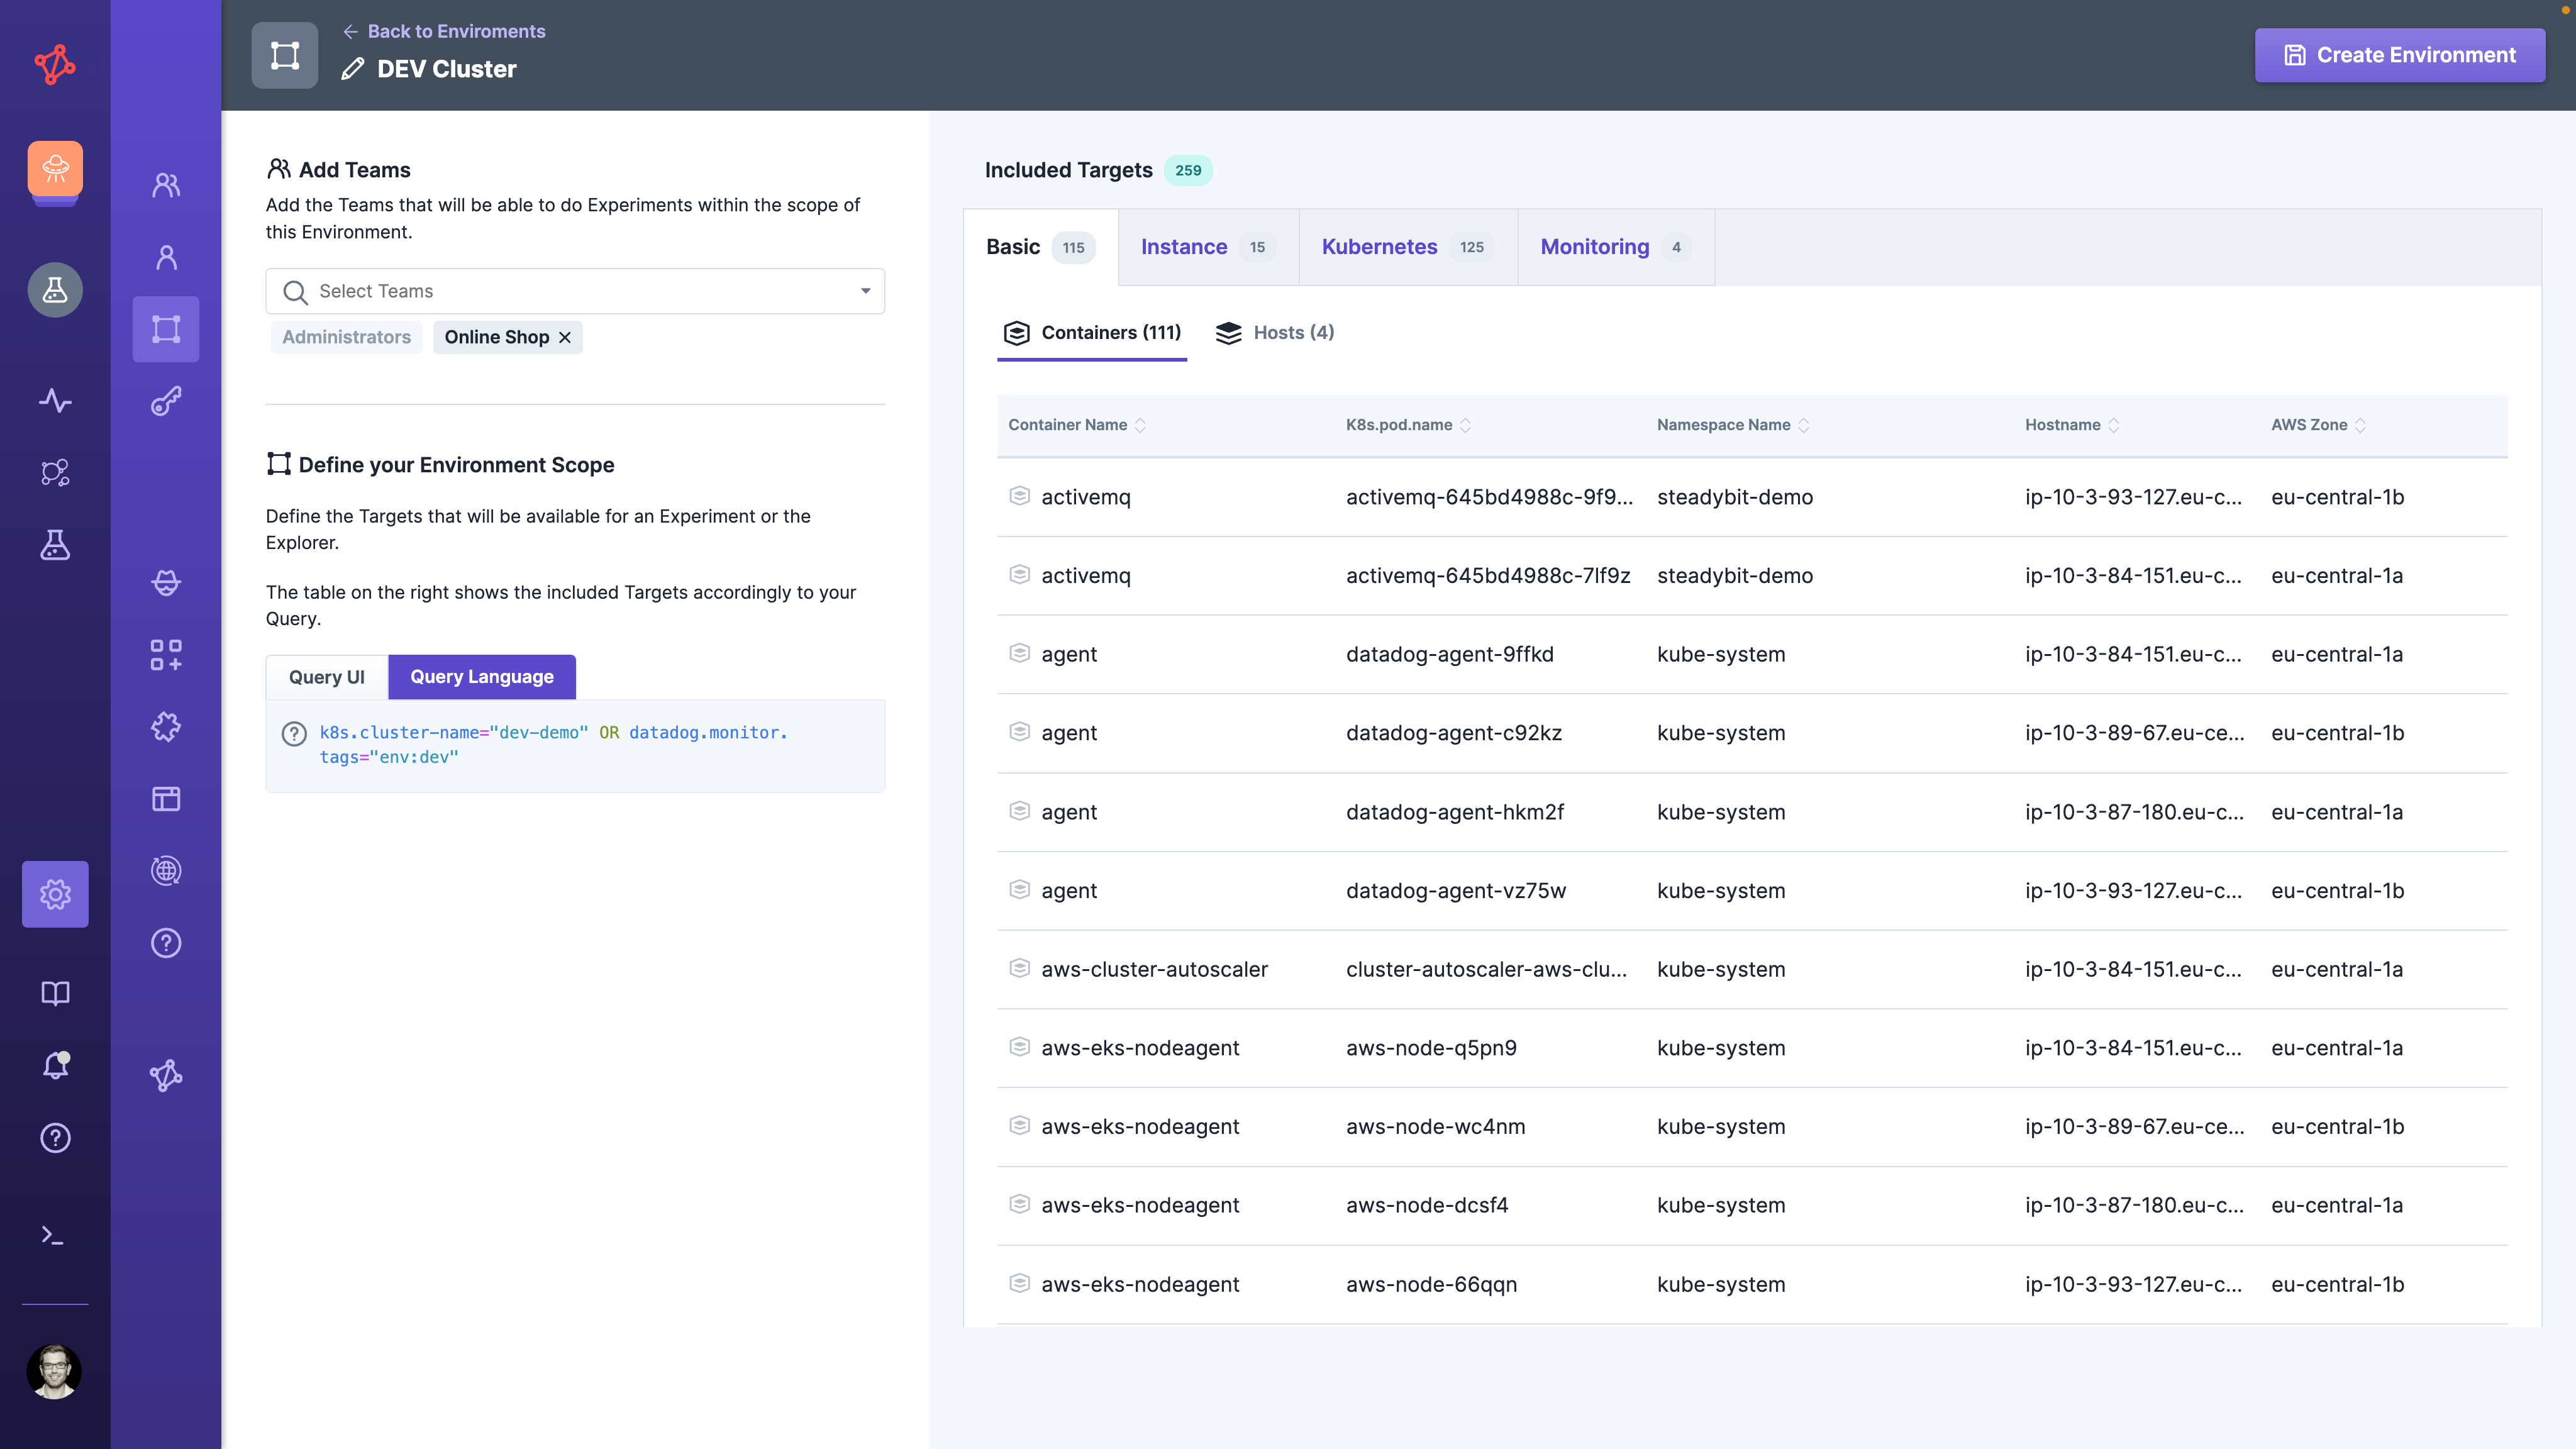 Back to Enviroments
DEV Cluster
Create Environment
Add Teams
Add the Teams that will be able to do Experiments within the scope of
this Environment.
Select Teams
Administrators Online Shop
Define your Environment Scope
Define the Targets that will be available for an Experiment or the
Explorer.
The table on the right shows the included Targets accordingly to your
Query.
Query UI Query Language
k8s.cluster-name="dev-demo" OR datadog.monitor.
tags="env:dev"
Included Targets 259
Basic 115 Instance 15 Kubernetes 125 Monitoring 4
Containers (111) Hosts (4)
Container Name K8s.pod.name Namespace Name Hostname AWS Zone
activemq activemq-645bd4988c-9f9... steadybit-demo ip-10-3-93-127.eu-c... eu-central-1b
activemq activemq-645bd4988c-7lf9z steadybit-demo ip-10-3-84-151.eu-c... eu-central-1a
agent datadog-agent-9ffkd kube-system ip-10-3-84-151.eu-c... eu-central-1a
agent datadog-agent-c92kz kube-system ip-10-3-89-67.eu-ce... eu-central-1b
agent datadog-agent-hkm2f kube-system ip-10-3-87-180.eu-c... eu-central-1a
agent datadog-agent-vz75w kube-system ip-10-3-93-127.eu-c... eu-central-1b
aws-cluster-autoscaler cluster-autoscaler-aws-clu... kube-system ip-10-3-84-151.eu-c... eu-central-1a
aws-eks-nodeagent aws-node-q5pn9 kube-system ip-10-3-84-151.eu-c... eu-central-1a
aws-eks-nodeagent aws-node-wc4nm kube-system ip-10-3-89-67.eu-ce... eu-central-1b
aws-eks-nodeagent aws-node-dcsf4 kube-system ip-10-3-87-180.eu-c... eu-central-1a
aws-eks-nodeagent aws-node-66qqn kube-system ip-10-3-93-127.eu-c... eu-central-1b